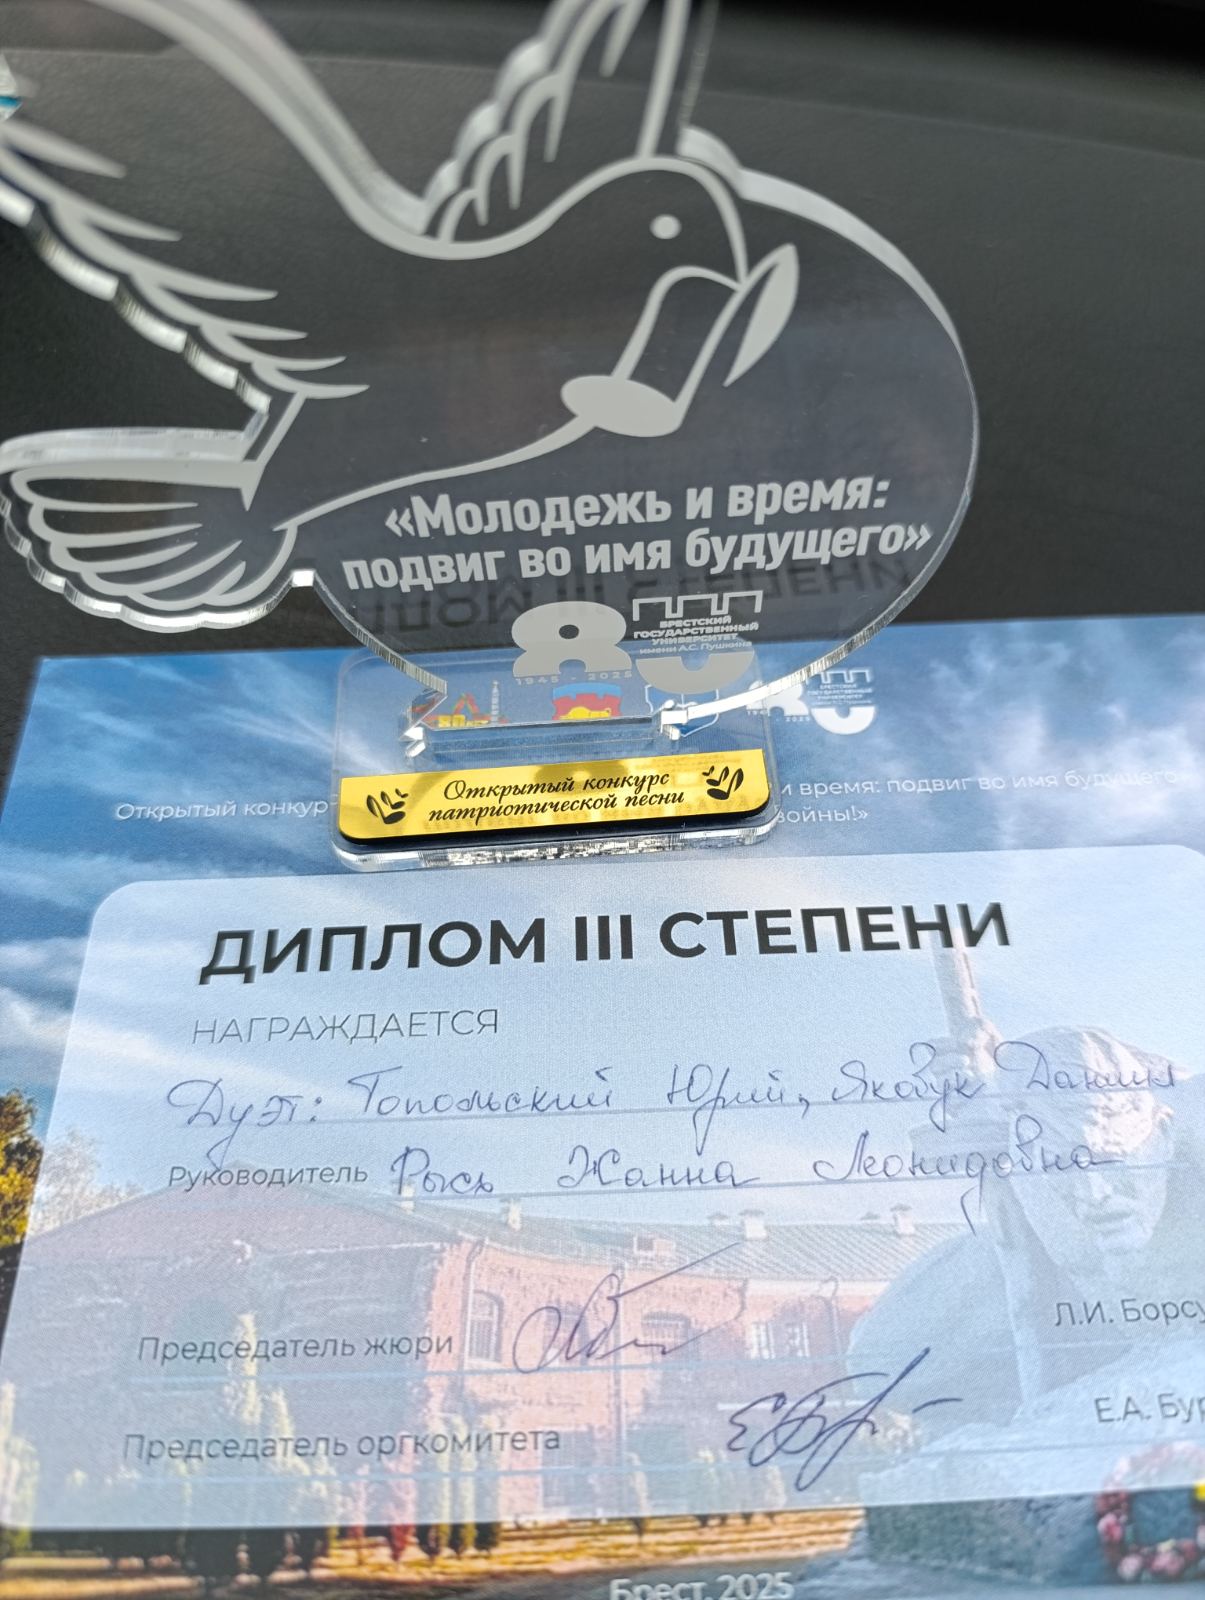 «Молодежь и время:
подвиг во имя будущего»
80
БРЕСТСКИЙ
ГОСУДАРСТВЕННЫЙ
УНИВЕРСИТЕТ
имени А.С. Пушкина
1945 - 2025
Открытый конкурс
патриотической песни
Открытый конкур
и время: подвиг во имя будущего
войны!»
ДИПЛОМ III СТЕПЕНИ
НАГРАЖДАЕТСЯ
Дуэт: Топольский Юрий, Якобук Даниил
Руководитель Рысь Жанна Леонидовна
Председатель жюри Л.И. Борсу
Председатель оргкомитета Е.А. Бур
Брест, 2025